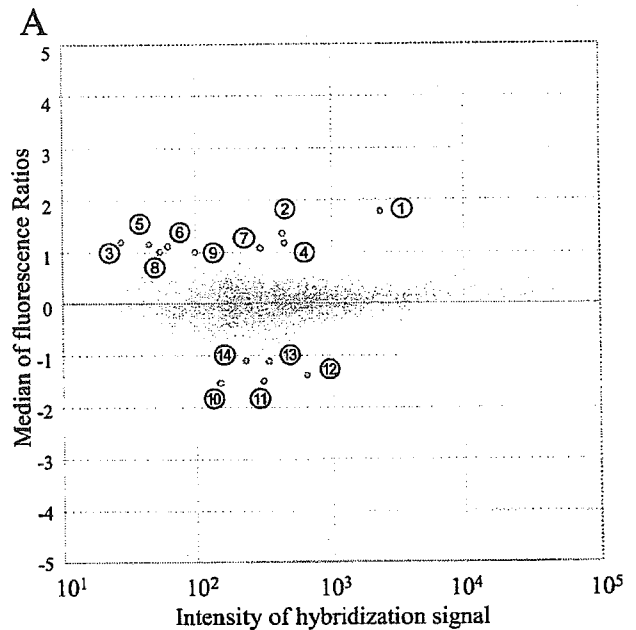 A
Median of fluorescence Ratios
5
4
3
2
1
0
-1
-2
-3
-4
-5
② ①
⑤ ⑥ ⑦
③ ⑧ ⑨ ④
⑭ ⑬ ⑫
⑩ ⑪
10¹ 10² 10³ 10⁴ 10⁵
Intensity of hybridization signal